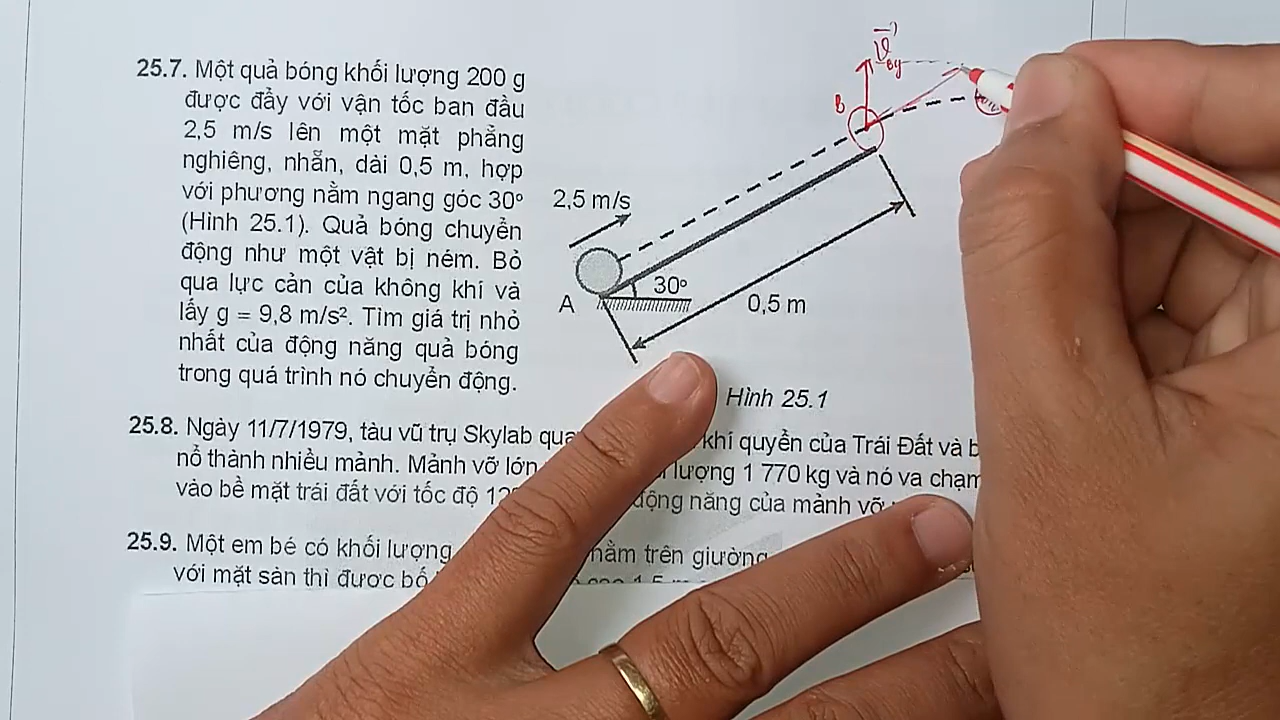 25.7. Một quả bóng khối lượng 200 g
được đẩy với vận tốc ban đầu
2,5 m/s lên một mặt phẳng
nghiêng, nhẵn, dài 0,5 m, hợp
với phương nằm ngang góc 30°
(Hình 25.1). Quả bóng chuyển
động như một vật bị ném. Bỏ
qua lực cản của không khí và
lấy g = 9,8 m/s². Tìm giá trị nhỏ
nhất của động năng quả bóng
trong quá trình nó chuyển động.
B
2,5 m/s
30°
A
0,5 m
Hình 25.1
25.8. Ngày 11/7/1979, tàu vũ trụ Skylab khí quyển của Trái Đất và
nổ thành nhiều mảnh. Mảnh vỡ lớn lượng 1 770 kg và nó va chạm
vào bề mặt trái đất với tốc độ động năng của mảnh vỡ
25.9. Một em bé có khối lượng nằm trên giường
với mặt sàn thì được